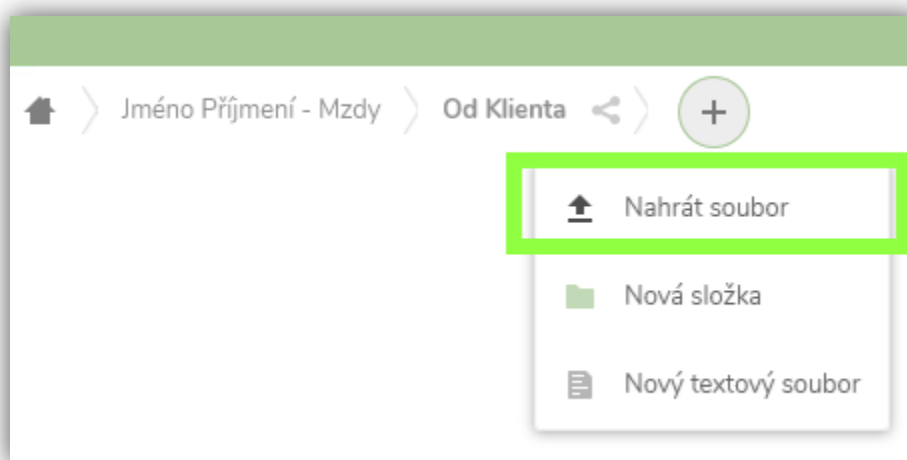 Jméno Příjmení - Mzdy Od Klienta
Nahrát soubor
Nová složka
Nový textový soubor